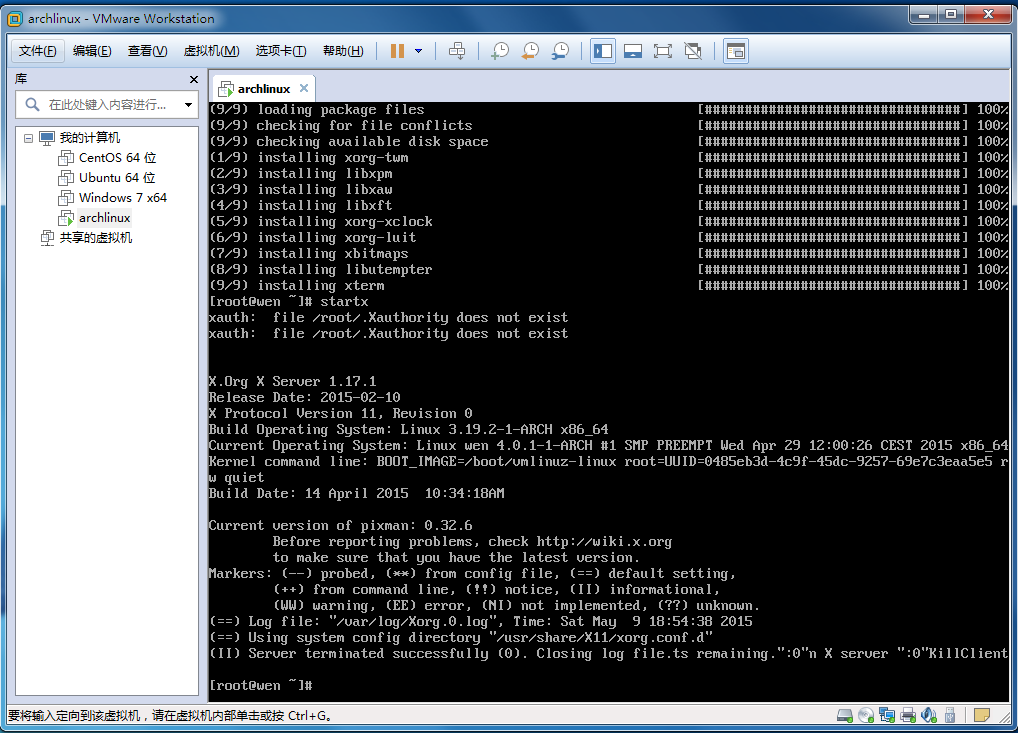 archlinux - VMware Workstation
文件(F) 编辑(E) 查看(V) 虚拟机(M) 选项卡(T) 帮助(H)
库
在此处键入内容进行...
我的计算机
CentOS 64 位
Ubuntu 64 位
Windows 7 x64
archlinux
共享的虚拟机
archlinux
(9/9) loading package files [################################] 100%
(9/9) checking for file conflicts [################################] 100%
(9/9) checking available disk space [################################] 100%
(1/9) installing xorg-twm [################################] 100%
(2/9) installing libxpm [################################] 100%
(3/9) installing libxaw [################################] 100%
(4/9) installing libxft [################################] 100%
(5/9) installing xorg-xclock [################################] 100%
(6/9) installing xorg-luit [################################] 100%
(7/9) installing xbitmaps [################################] 100%
(8/9) installing libutempter [################################] 100%
(9/9) installing xterm [################################] 100%
[root@wen ~]# startx
xauth:  file /root/.Xauthority does not exist
xauth:  file /root/.Xauthority does not exist
X.Org X Server 1.17.1
Release Date: 2015-02-10
X Protocol Version 11, Revision 0
Build Operating System: Linux 3.19.2-1-ARCH x86_64
Current Operating System: Linux wen 4.0.1-1-ARCH #1 SMP PREEMPT Wed Apr 29 12:00:26 CEST 2015 x86_64
Kernel command line: BOOT_IMAGE=/boot/vmlinuz-linux root=UUID=0485eb3d-4c9f-45dc-9257-69e7c3eaa5e5 r
w quiet
Build Date: 14 April 2015  10:34:18AM
Current version of pixman: 0.32.6
Before reporting problems, check http://wiki.x.org
to make sure that you have the latest version.
Markers: (--) probed, (**) from config file, (==) default setting,
(++) from command line, (!!) notice, (II) informational,
(WW) warning, (EE) error, (NI) not implemented, (??) unknown.
(==) Log file: "/var/log/Xorg.0.log", Time: Sat May  9 18:54:38 2015
(==) Using system config directory "/usr/share/X11/xorg.conf.d"
(II) Server terminated successfully (0). Closing log file.ts remaining.":0"n X server ":0"KillClient
[root@wen ~]#
要将输入定向到该虚拟机，请在虚拟机内部单击或按 Ctrl+G。